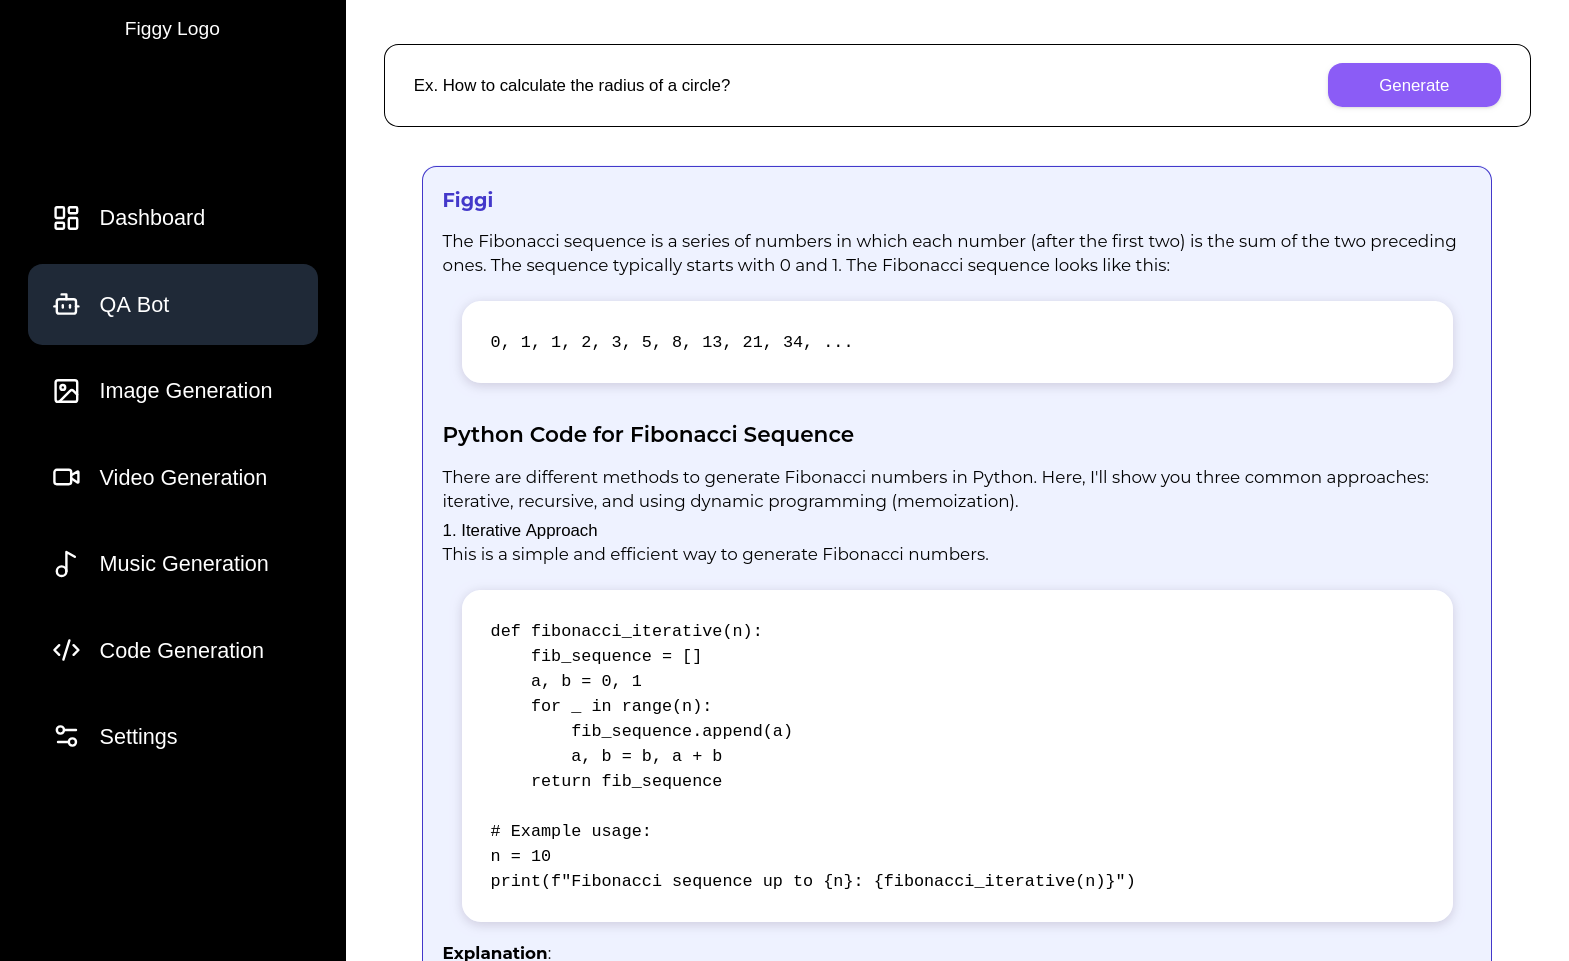 Figgy Logo
Dashboard
QA Bot
Image Generation
Video Generation
Music Generation
Code Generation
Settings
Ex. How to calculate the radius of a circle?
Generate
Figgi
The Fibonacci sequence is a series of numbers in which each number (after the first two) is the sum of the two preceding
ones. The sequence typically starts with 0 and 1. The Fibonacci sequence looks like this:
0, 1, 1, 2, 3, 5, 8, 13, 21, 34, ...
Python Code for Fibonacci Sequence
There are different methods to generate Fibonacci numbers in Python. Here, I'll show you three common approaches:
iterative, recursive, and using dynamic programming (memoization).
1. Iterative Approach
This is a simple and efficient way to generate Fibonacci numbers.
def fibonacci_iterative(n):
    fib_sequence = []
    a, b = 0, 1
    for _ in range(n):
        fib_sequence.append(a)
        a, b = b, a + b
    return fib_sequence

# Example usage:
n = 10
print(f"Fibonacci sequence up to {n}: {fibonacci_iterative(n)}")
Explanation: